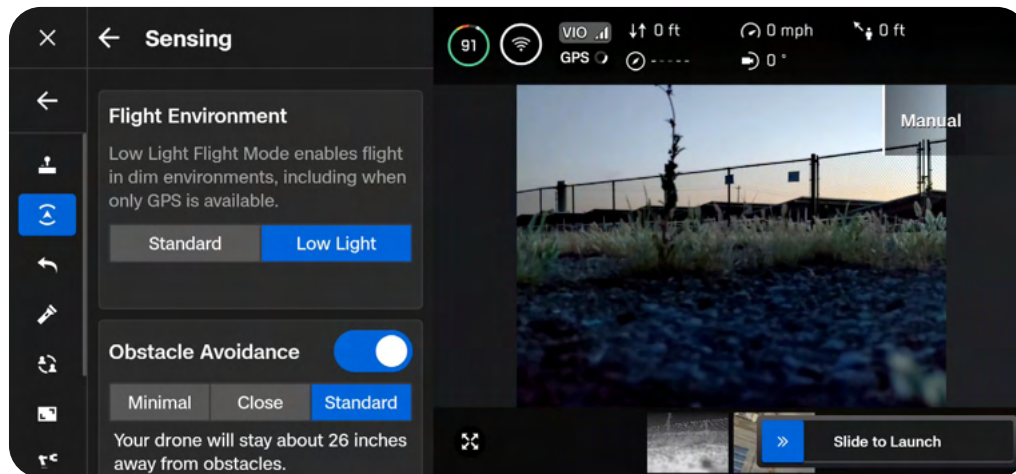 Sensing
Flight Environment
Low Light Flight Mode enables flight
in dim environments, including when
only GPS is available.
Standard Low Light
Obstacle Avoidance
Minimal Close Standard
Your drone will stay about 26 inches
away from obstacles.
91 VIO 0 ft 0 mph 0 ft
GPS ----- 0°
Manual
Slide to Launch